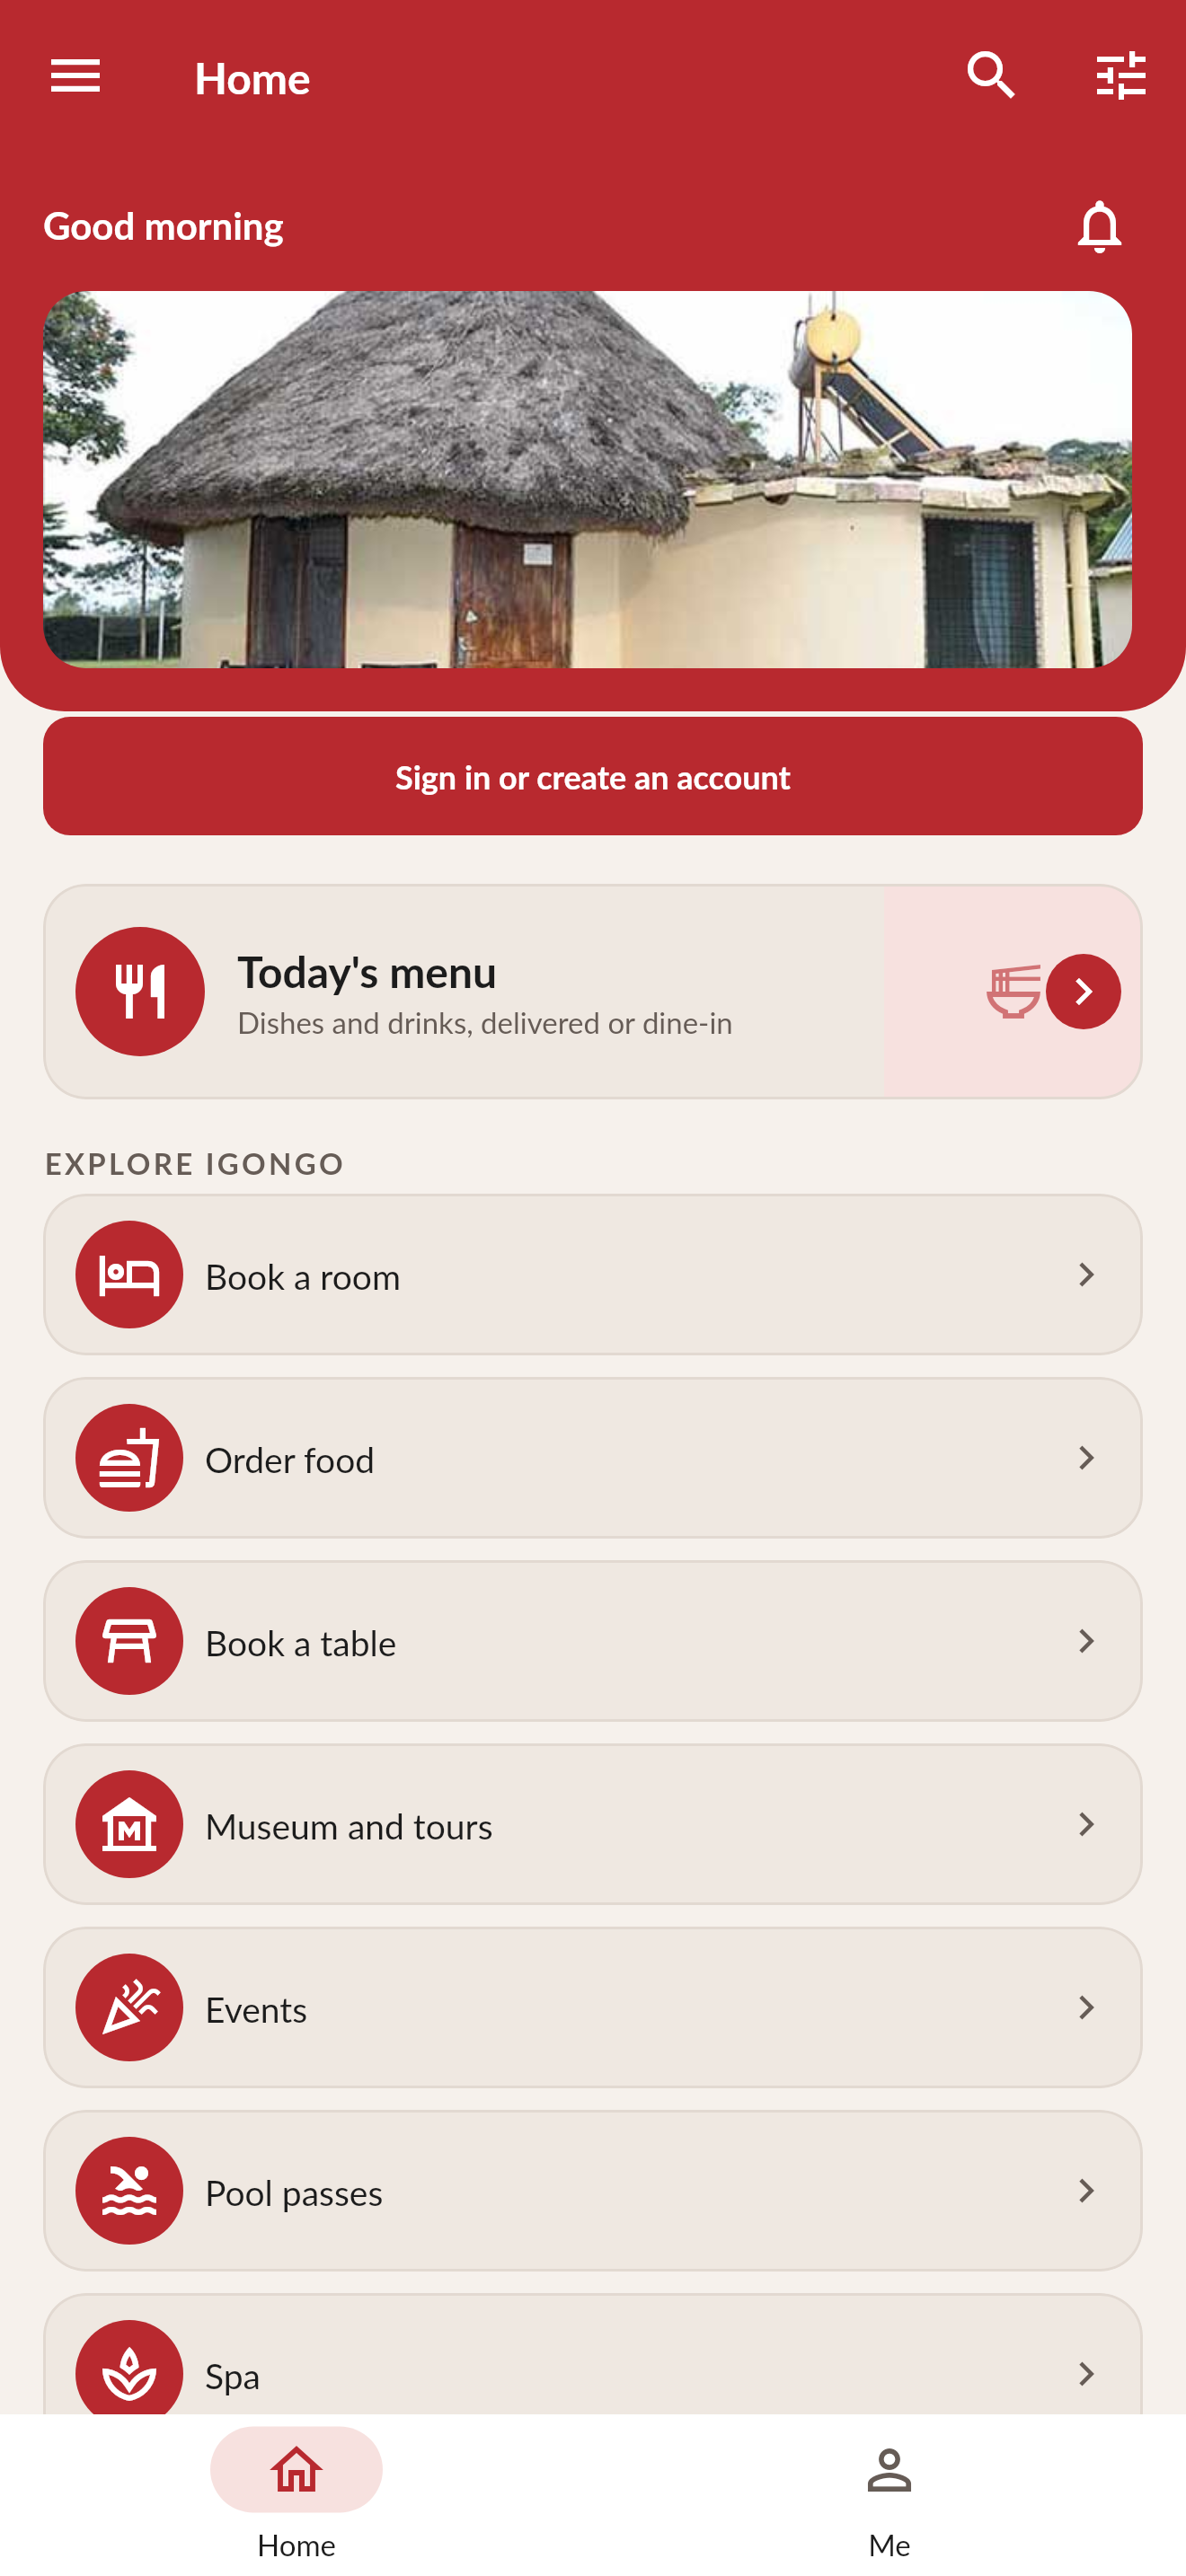 Home
Good morning
Sign in or create an account
Today's menu
Dishes and drinks, delivered or dine-in
EXPLORE IGONGO
Book a room
Order food
Book a table
M
Museum and tours
Events
Pool passes
Spa
Home
Me